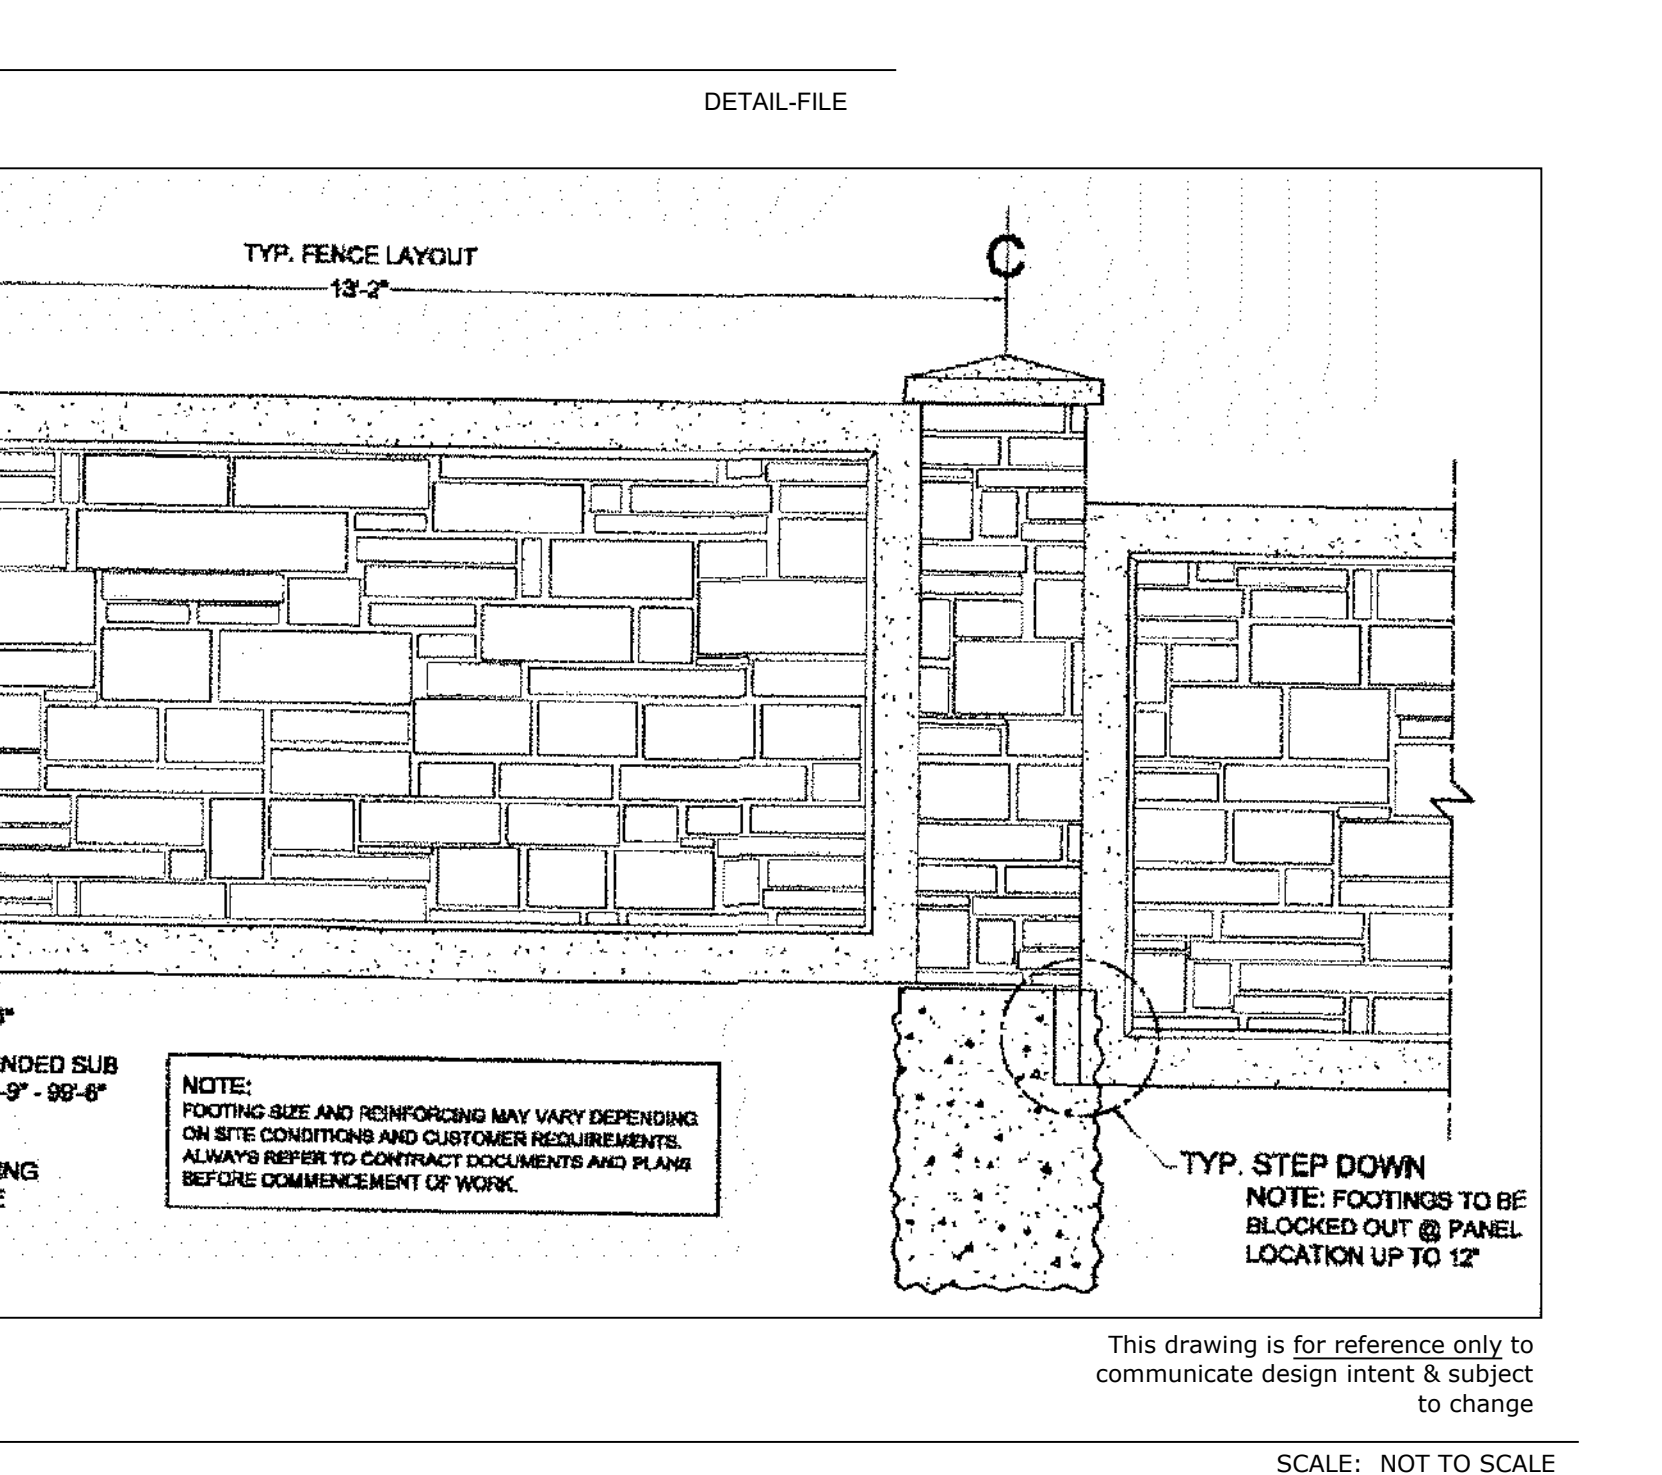 DETAIL-FILE
TYP. FENCE LAYOUT
13'-2"
C
NDED SUB
-9" - 99'-6"
NG
NOTE:
FOOTING SIZE AND REINFORCING MAY VARY DEPENDING
ON SITE CONDITIONS AND CUSTOMER REQUIREMENTS.
ALWAYS REFER TO CONTRACT DOCUMENTS AND PLANS
BEFORE COMMENCEMENT OF WORK.
TYP. STEP DOWN
NOTE: FOOTINGS TO BE
BLOCKED OUT @ PANEL
LOCATION UP TO 12"
This drawing is for reference only to
communicate design intent & subject
to change
SCALE: NOT TO SCALE